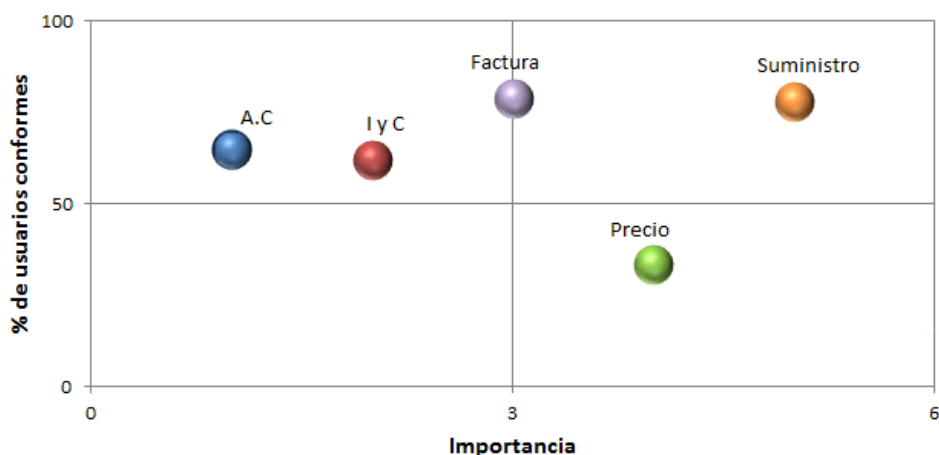 100
Factura
Suministro
A.C
I y C
% de usuarios conformes
50
Precio
0
0
3
6
Importancia